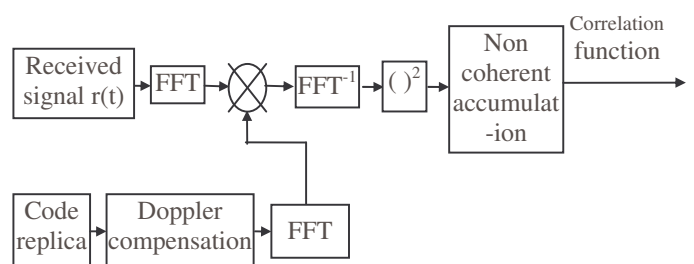 Received
signal r(t)
FFT
FFT⁻¹
( )²
Non
coherent
accumulat
-ion
Correlation
function
Code
replica
Doppler
compensation
FFT